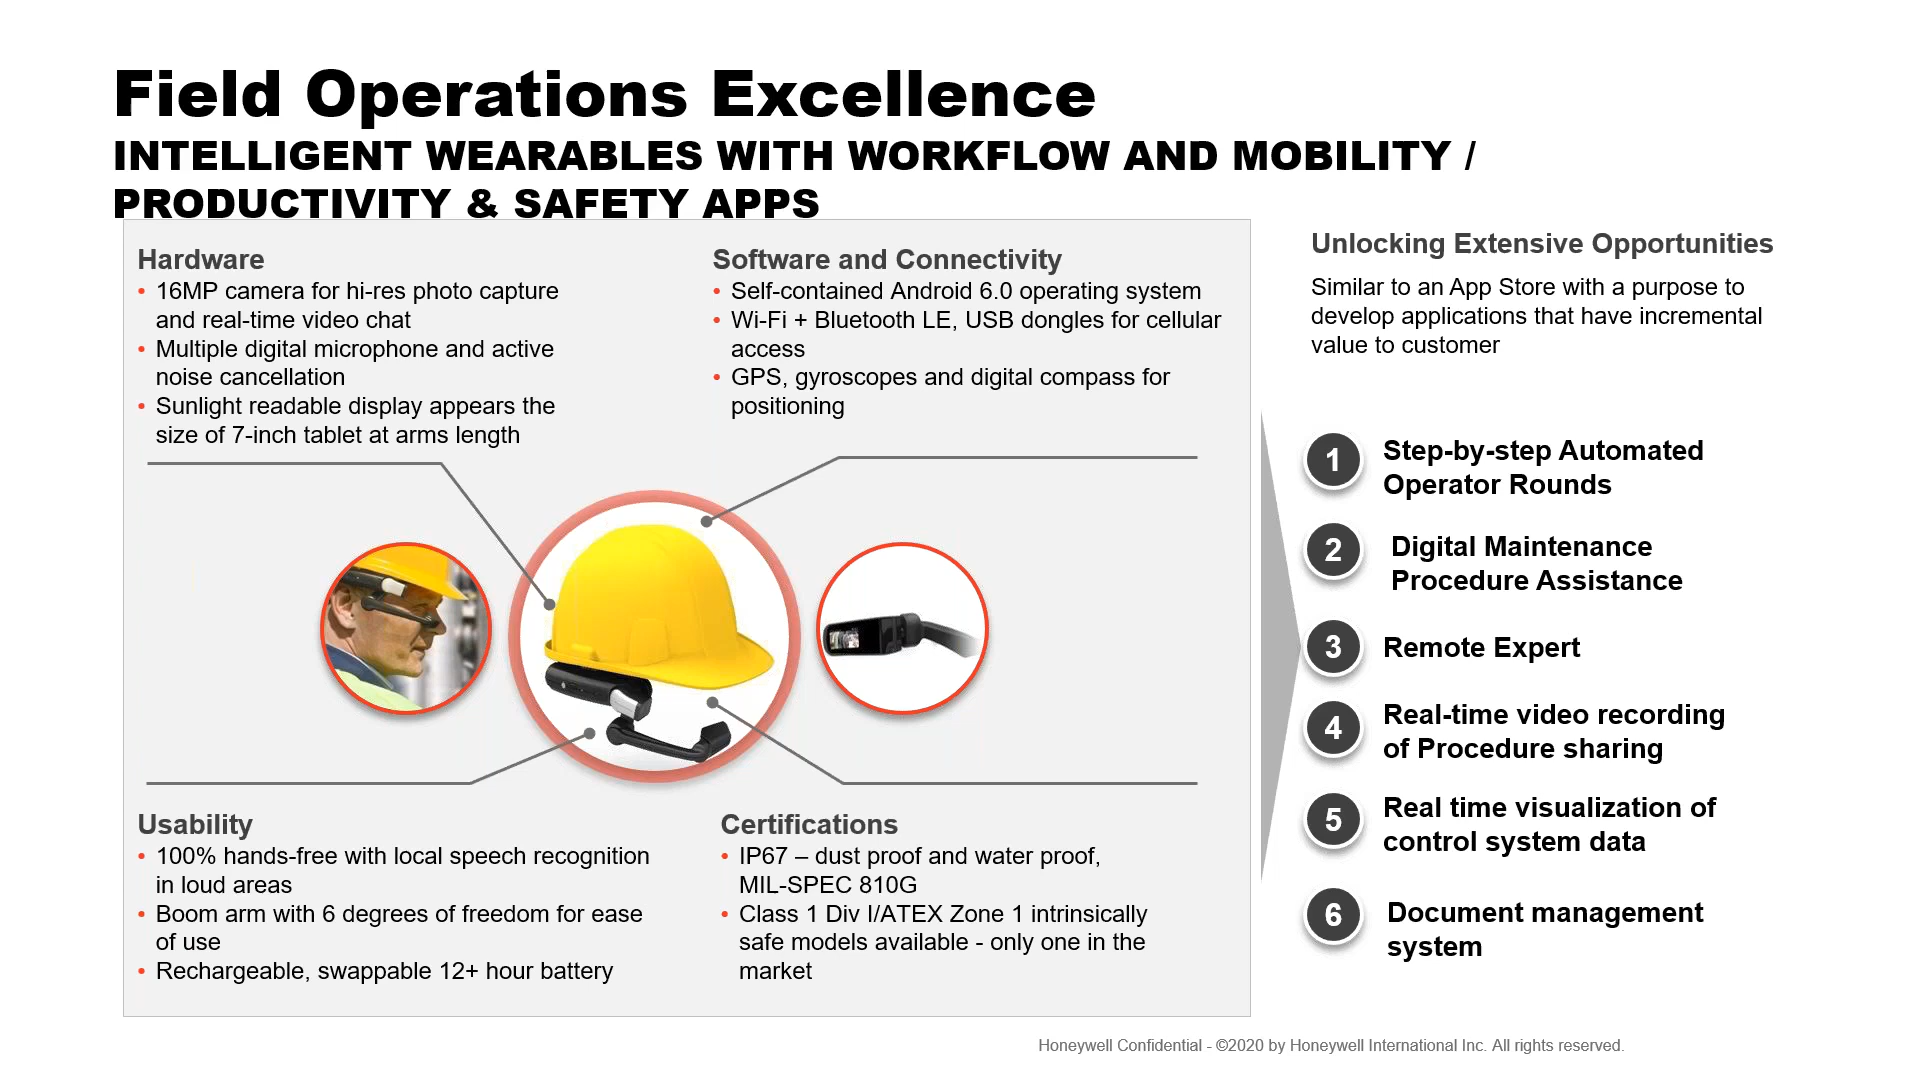 Field Operations Excellence
INTELLIGENT WEARABLES WITH WORKFLOW AND MOBILITY /
PRODUCTIVITY & SAFETY APPS
Hardware
• 16MP camera for hi-res photo capture
and real-time video chat
• Multiple digital microphone and active
noise cancellation
• Sunlight readable display appears the
size of 7-inch tablet at arms length
Software and Connectivity
• Self-contained Android 6.0 operating system
• Wi-Fi + Bluetooth LE, USB dongles for cellular
access
• GPS, gyroscopes and digital compass for
positioning
Usability
• 100% hands-free with local speech recognition
in loud areas
• Boom arm with 6 degrees of freedom for ease
of use
• Rechargeable, swappable 12+ hour battery
Certifications
• IP67 – dust proof and water proof,
MIL-SPEC 810G
• Class 1 Div I/ATEX Zone 1 intrinsically
safe models available - only one in the
market
Unlocking Extensive Opportunities
Similar to an App Store with a purpose to
develop applications that have incremental
value to customer
1 Step-by-step Automated
Operator Rounds
2 Digital Maintenance
Procedure Assistance
3 Remote Expert
4 Real-time video recording
of Procedure sharing
5 Real time visualization of
control system data
6 Document management
system
Honeywell Confidential - ©2020 by Honeywell International Inc. All rights reserved.